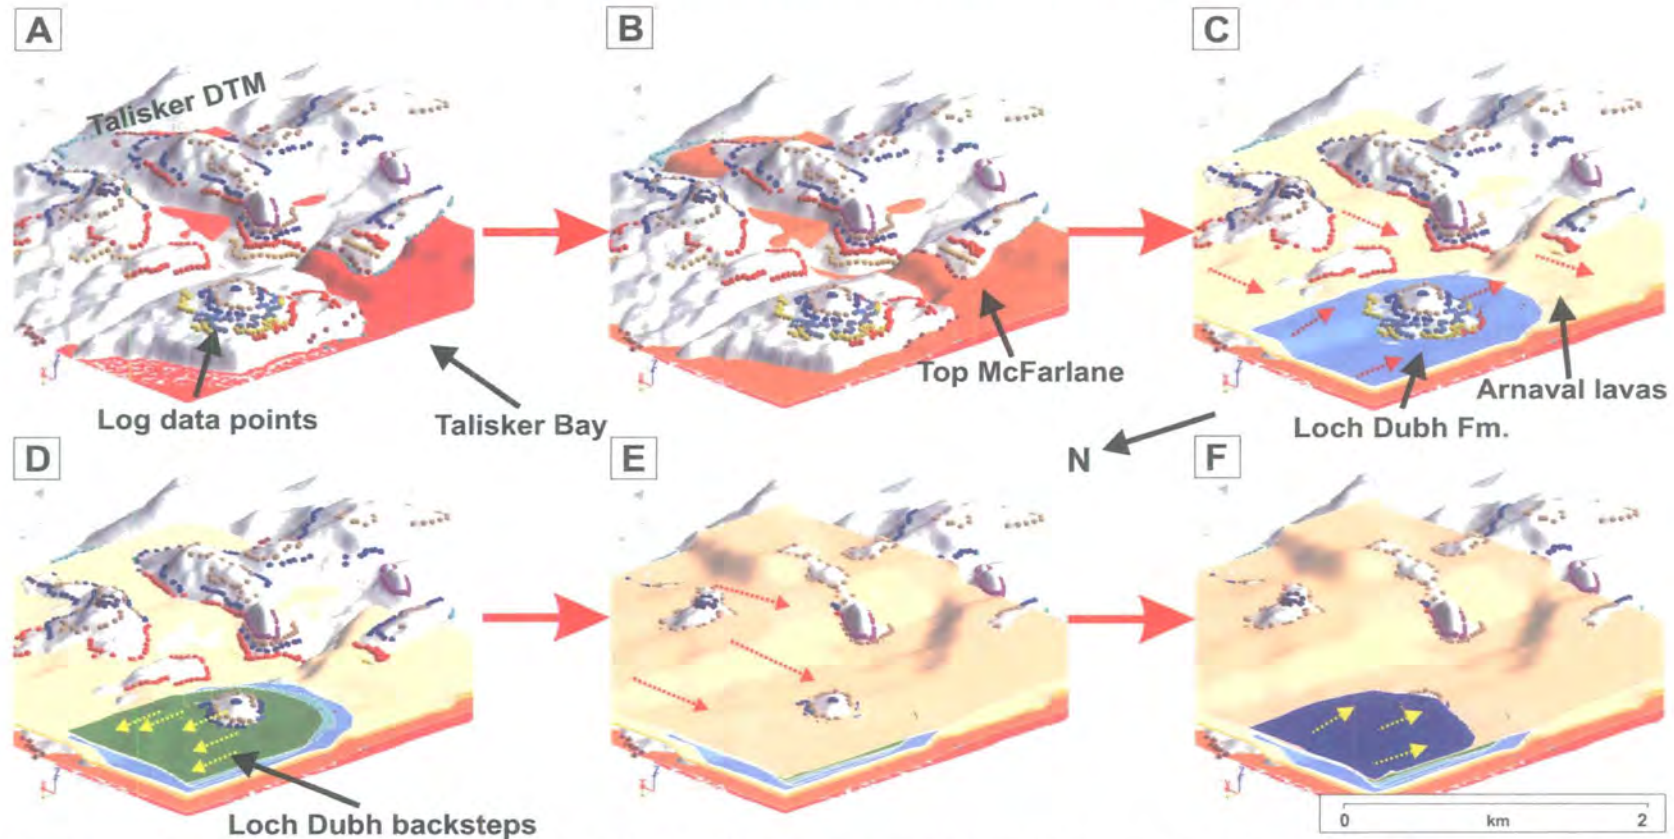 A
B
C
Talisker DTM
Log data points
Talisker Bay
Top McFarlane
Arnaval lavas
Loch Dubh Fm.
N
D
E
F
Loch Dubh backsteps
0 km 2